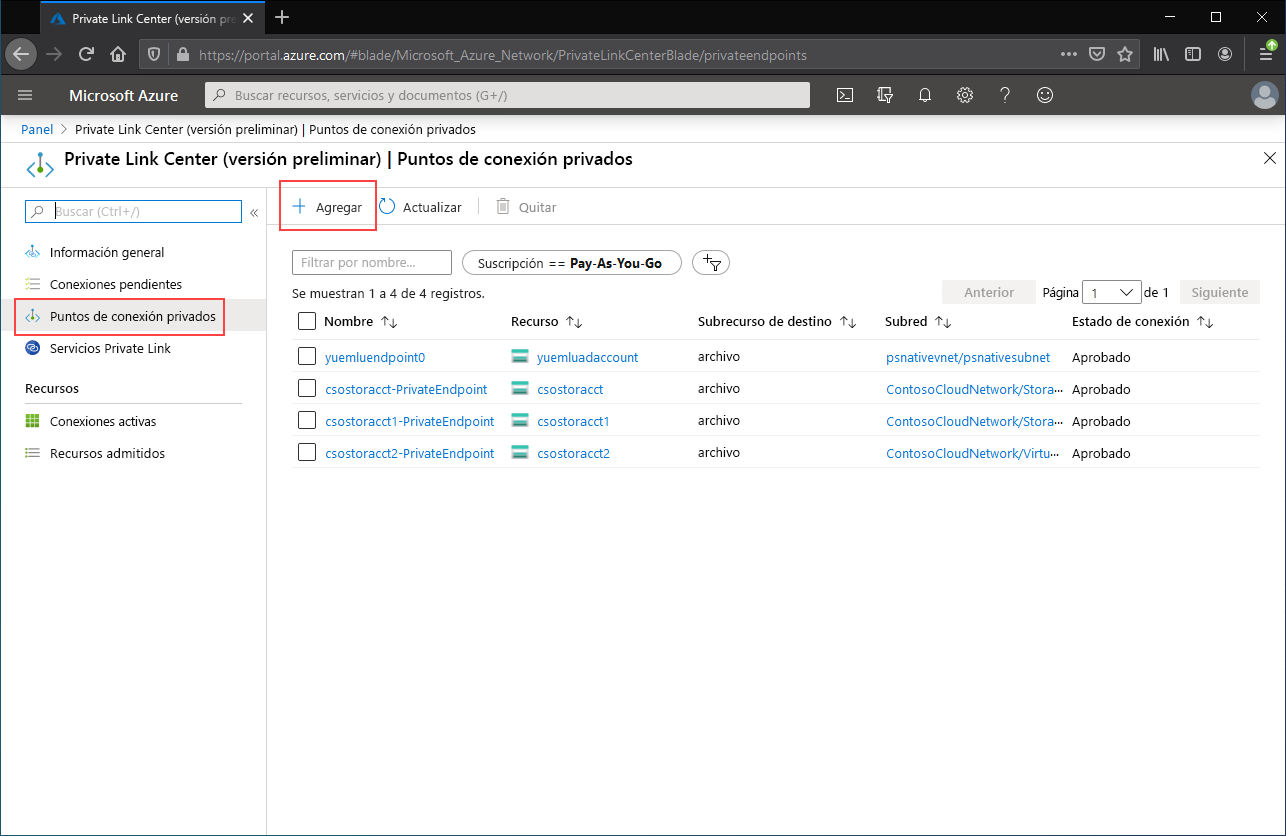 Private Link Center (versión pre
https://portal.azure.com/#blade/Microsoft_Azure_Network/PrivateLinkCenterBlade/privateendpoints
Microsoft Azure
Buscar recursos, servicios y documentos (G+/)
Panel > Private Link Center (versión preliminar) | Puntos de conexión privados
Private Link Center (versión preliminar) | Puntos de conexión privados
Buscar (Ctrl+/)
«
Información general
Conexiones pendientes
Puntos de conexión privados
Servicios Private Link
Recursos
Conexiones activas
Recursos admitidos
Agregar
Actualizar
Quitar
Filtrar por nombre...
Suscripción == Pay-As-You-Go
Se muestran 1 a 4 de 4 registros.
Anterior Página 1 de 1 Siguiente
Nombre Recurso Subrecurso de destino Subred Estado de conexión
yuemluendpoint0 yuemluadaccount archivo psnativevnet/psnativesubnet Aprobado
csostoracct-PrivateEndpoint csostoracct archivo ContosoCloudNetwork/Stora... Aprobado
csostoracct1-PrivateEndpoint csostoracct1 archivo ContosoCloudNetwork/Stora... Aprobado
csostoracct2-PrivateEndpoint csostoracct2 archivo ContosoCloudNetwork/Virtu... Aprobado